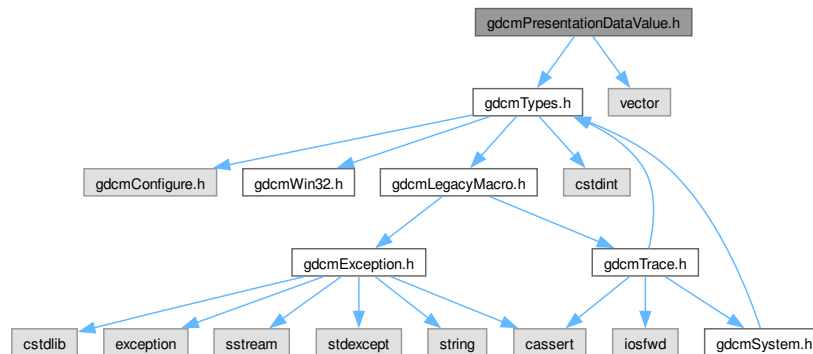 gdcmPresentationDataValue.h
gdcmTypes.h
vector
gdcmConfigure.h
gdcmWin32.h
gdcmLegacyMacro.h
cstdint
gdcmException.h
gdcmTrace.h
cstdlib
exception
sstream
stdexcept
string
cassert
iosfwd
gdcmSystem.h